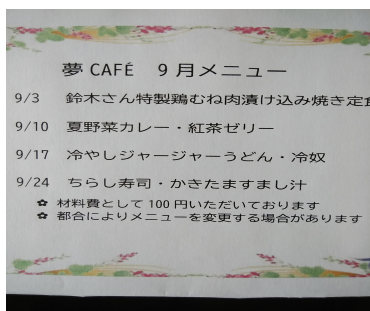 夢 CAFÉ 9月メニュー
9/3 鈴木さん特製鶏むね肉漬け込み焼き定食
9/10 夏野菜カレー・紅茶ゼリー
9/17 冷やしジャージャーうどん・冷奴
9/24 ちらし寿司・かきたますまし汁
✿ 材料費として 100 円いただいております
✿ 都合によりメニューを変更する場合があります